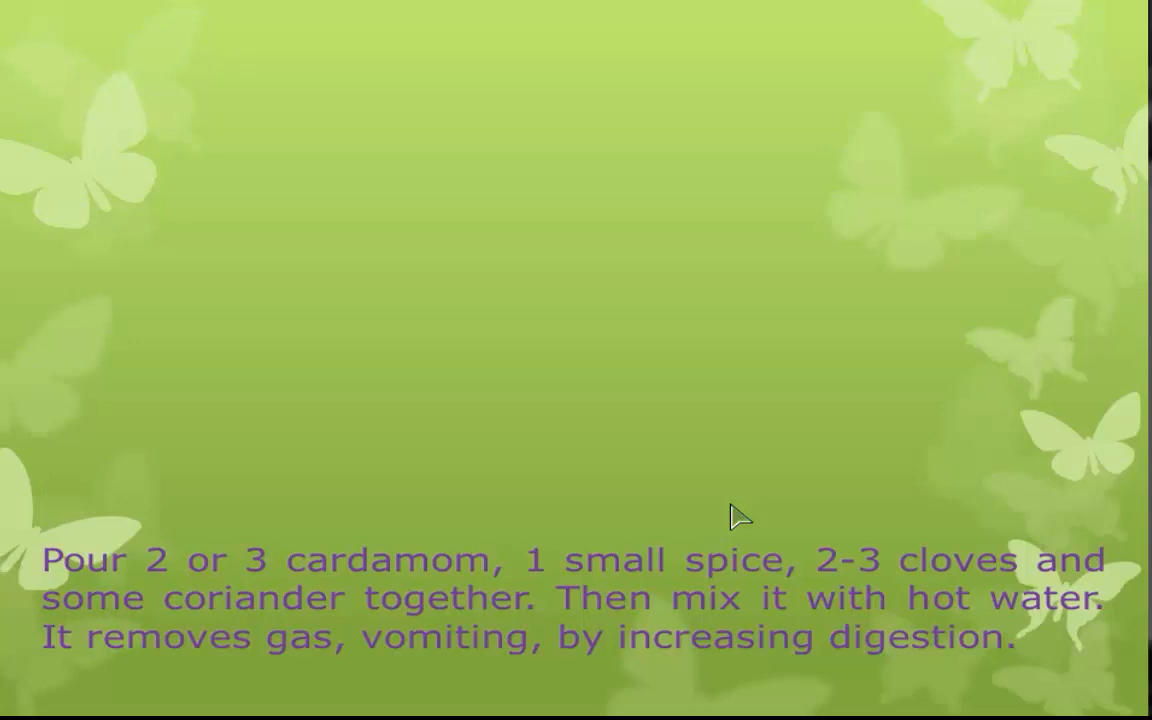 Pour 2 or 3 cardamom, 1 small spice, 2-3 cloves and
some coriander together. Then mix it with hot water.
It removes gas, vomiting, by increasing digestion.